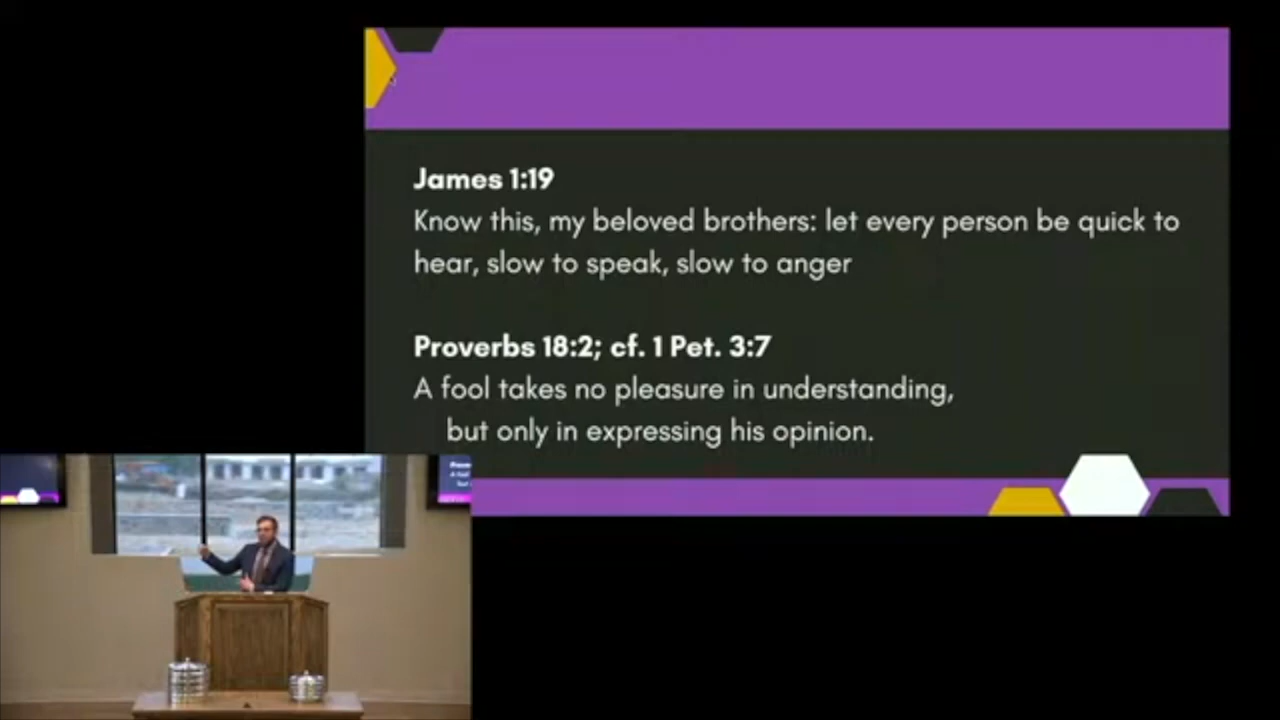 James 1:19
Know this, my beloved brothers: let every person be quick to
hear, slow to speak, slow to anger
Proverbs 18:2; cf. 1 Pet. 3:7
A fool takes no pleasure in understanding,
but only in expressing his opinion.